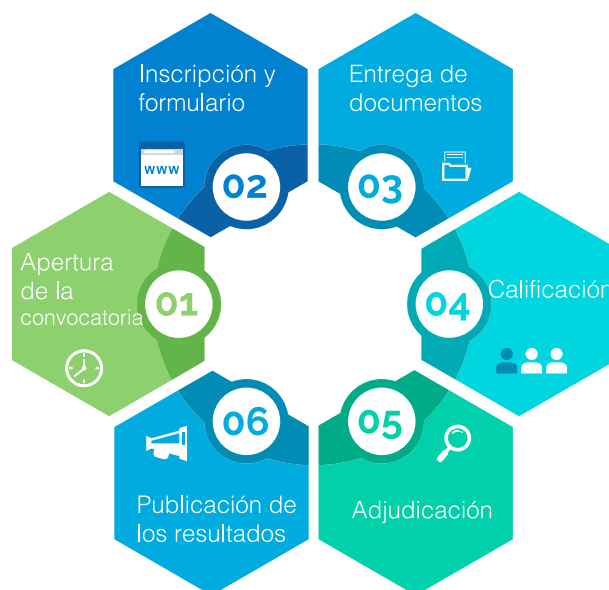 Apertura
de la
convocatoria
01
Inscripción y
formulario
www
02
Entrega de
documentos
03
Calificación
04
Adjudicación
05
Publicación de
los resultados
06